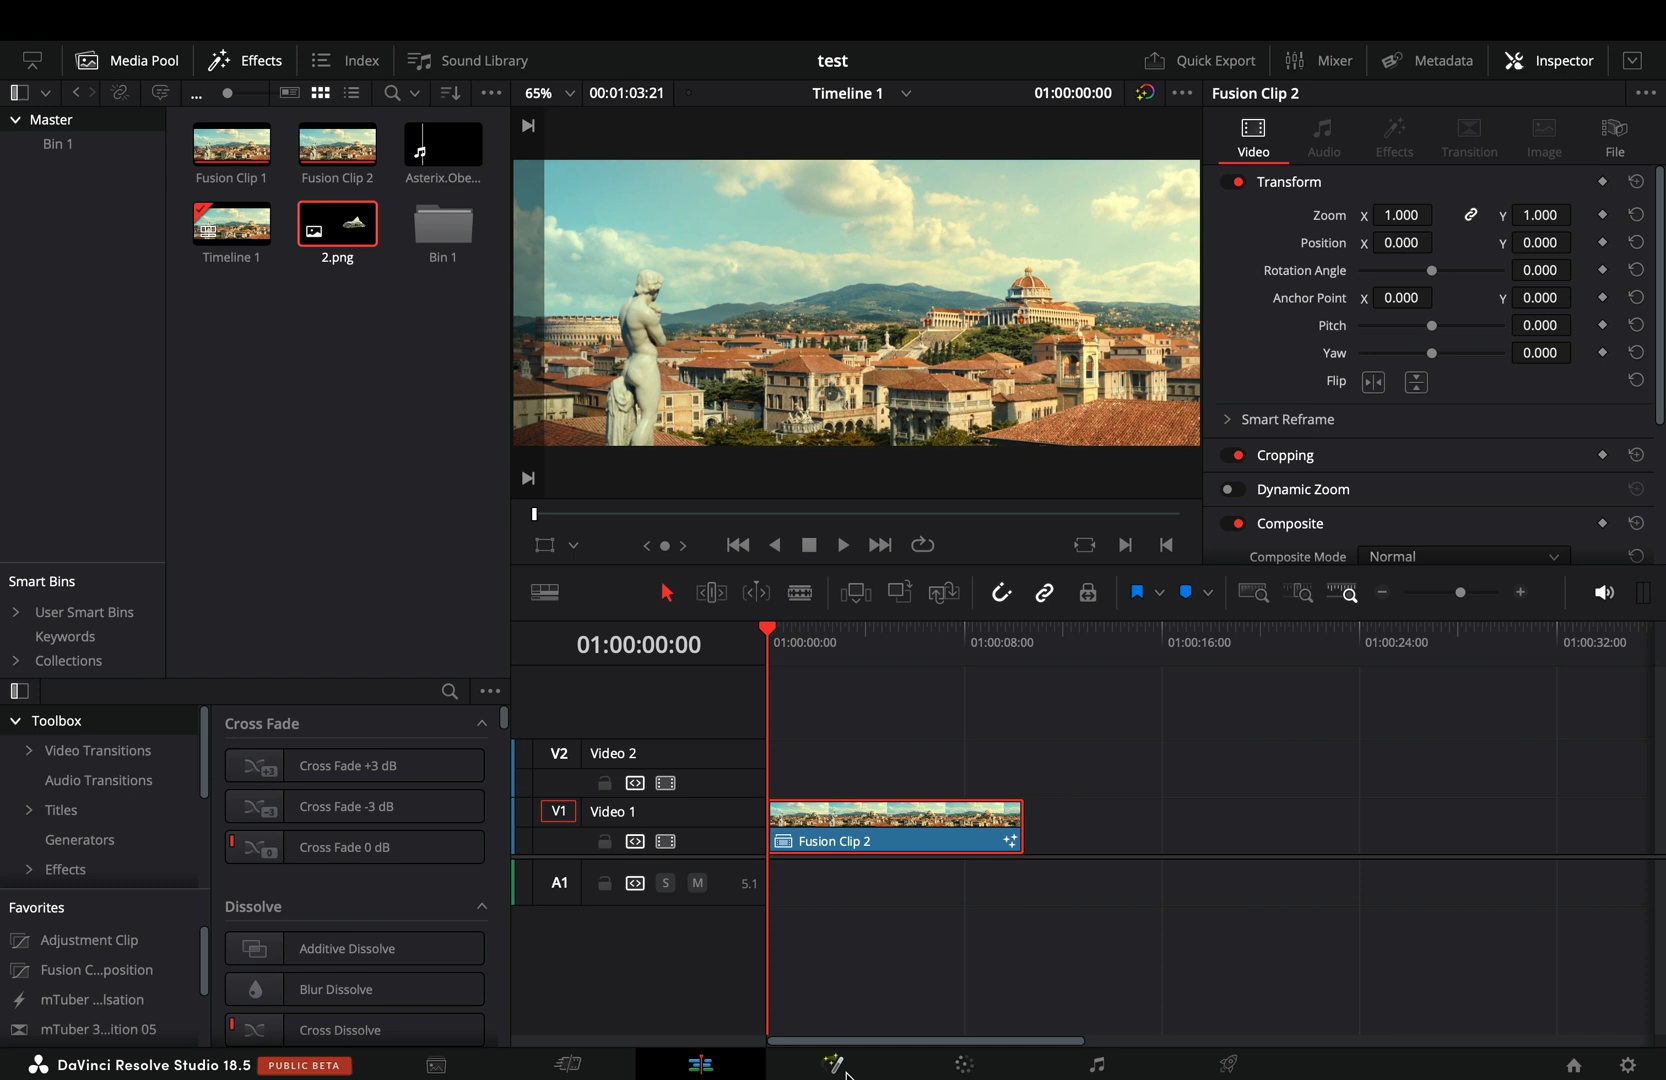 Media Pool Effects Index Sound Library test Quick Export Mixer Metadata Inspector
... 65% 00:01:03:21 Timeline 1 01:00:00:00 Fusion Clip 2
Master
Bin 1
Fusion Clip 1 Fusion Clip 2 Asterix.Obe...
Timeline 1 2.png Bin 1
Video Audio Effects Transition Image File
Transform
Zoom X 1.000 Y 1.000
Position X 0.000 Y 0.000
Rotation Angle 0.000
Anchor Point X 0.000 Y 0.000
Pitch 0.000
Yaw 0.000
Flip
Smart Reframe
Cropping
Dynamic Zoom
Composite
Composite Mode Normal
Smart Bins
User Smart Bins
Keywords
Collections
01:00:00:00 01:00:00:00 01:00:08:00 01:00:16:00 01:00:24:00 01:00:32:00
V2 Video 2
V1 Video 1
Fusion Clip 2
A1 S M 5.1
Toolbox
Video Transitions
Audio Transitions
Titles
Generators
Effects
Favorites
Adjustment Clip
Fusion C...position
mTuber ...lsation
mTuber 3...ition 05
Cross Fade
+3 Cross Fade +3 dB
-3 Cross Fade -3 dB
0 Cross Fade 0 dB
Dissolve
Additive Dissolve
Blur Dissolve
Cross Dissolve
DaVinci Resolve Studio 18.5 PUBLIC BETA